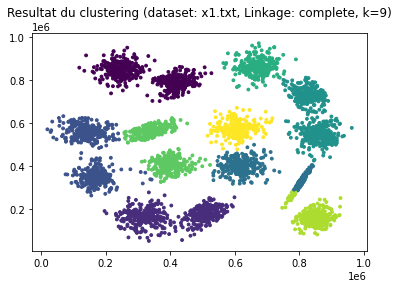 Resultat du clustering (dataset: x1.txt, Linkage: complete, k=9)
1e6
1.0
0.8
0.6
0.4
0.2
0.0 0.2 0.4 0.6 0.8 1.0
1e6